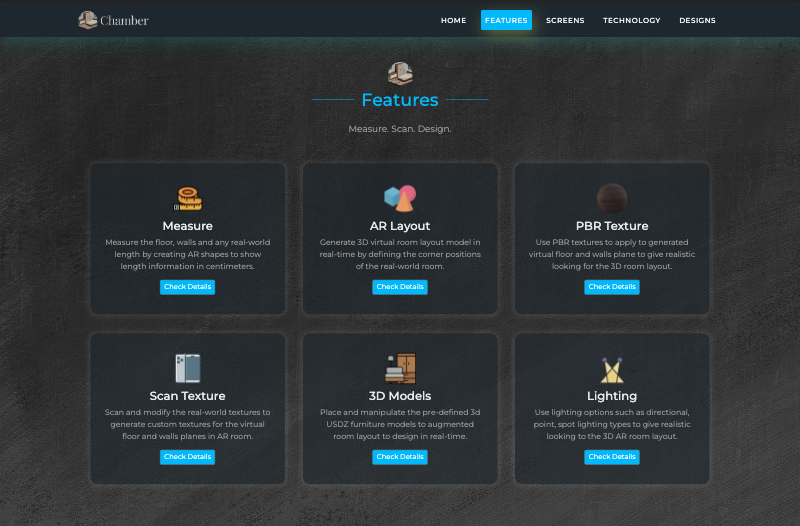 Chamber
HOME FEATURES SCREENS TECHNOLOGY DESIGNS
Features
Measure. Scan. Design.
Measure
Measure the floor, walls and any real-world
length by creating AR shapes to show
length information in centimeters.
Check Details
AR Layout
Generate 3D virtual room layout model in
real-time by defining the corner positions
of the real-world room.
Check Details
PBR Texture
Use PBR textures to apply to generated
virtual floor and walls plane to give realistic
looking for the 3D room layout.
Check Details
Scan Texture
Scan and modify the real-world textures to
generate custom textures for the virtual
floor and walls planes in AR room.
Check Details
3D Models
Place and manipulate the pre-defined 3d
USDZ furniture models to augmented
room layout to design in real-time.
Check Details
Lighting
Use lighting options such as directional,
point, spot lighting types to give realistic
looking to the 3D AR room layout.
Check Details